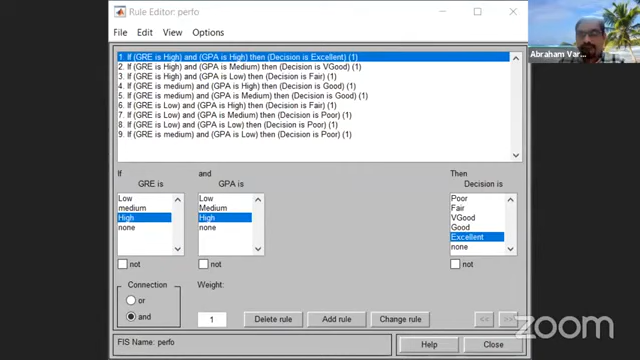 Rule Editor: perfo
File Edit View Options
1. If (GRE is High) and (GPA is High) then (Decision is Excellent) (1)
2. If (GRE is High) and (GPA is Medium) then (Decision is VGood) (1)
3. If (GRE is High) and (GPA is Low) then (Decision is Fair) (1)
4. If (GRE is medium) and (GPA is High) then (Decision is Good) (1)
5. If (GRE is medium) and (GPA is Medium) then (Decision is Good) (1)
6. If (GRE is Low) and (GPA is High) then (Decision is Fair) (1)
7. If (GRE is Low) and (GPA is Medium) then (Decision is Poor) (1)
8. If (GRE is Low) and (GPA is Low) then (Decision is Poor) (1)
9. If (GRE is medium) and (GPA is Low) then (Decision is Poor) (1)
If and Then
GRE is GPA is Decision is
Low Low Poor
medium Medium Fair
High High VGood
none none Good
Excellent
none
not not not
Connection Weight:
or
and 1 Delete rule Add rule Change rule << >>
FIS Name: perfo Help Close
Abraham Var...
zoom